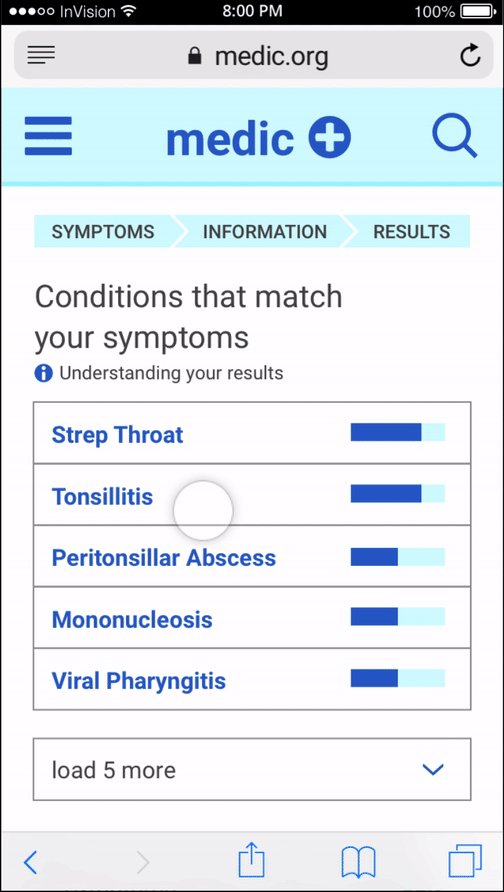 InVision 8:00 PM 100%
medic.org
medic
SYMPTOMS INFORMATION RESULTS
Conditions that match
your symptoms
Understanding your results
Strep Throat
Tonsillitis
Peritonsillar Abscess
Mononucleosis
Viral Pharyngitis
load 5 more